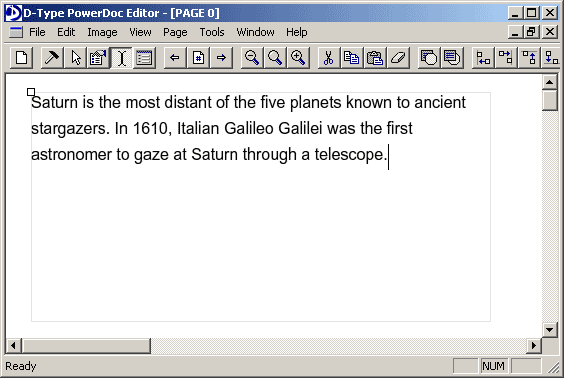 D-Type PowerDoc Editor - [PAGE 0]
File Edit Image View Page Tools Window Help
Saturn is the most distant of the five planets known to ancient
stargazers. In 1610, Italian Galileo Galilei was the first
astronomer to gaze at Saturn through a telescope.
Ready NUM